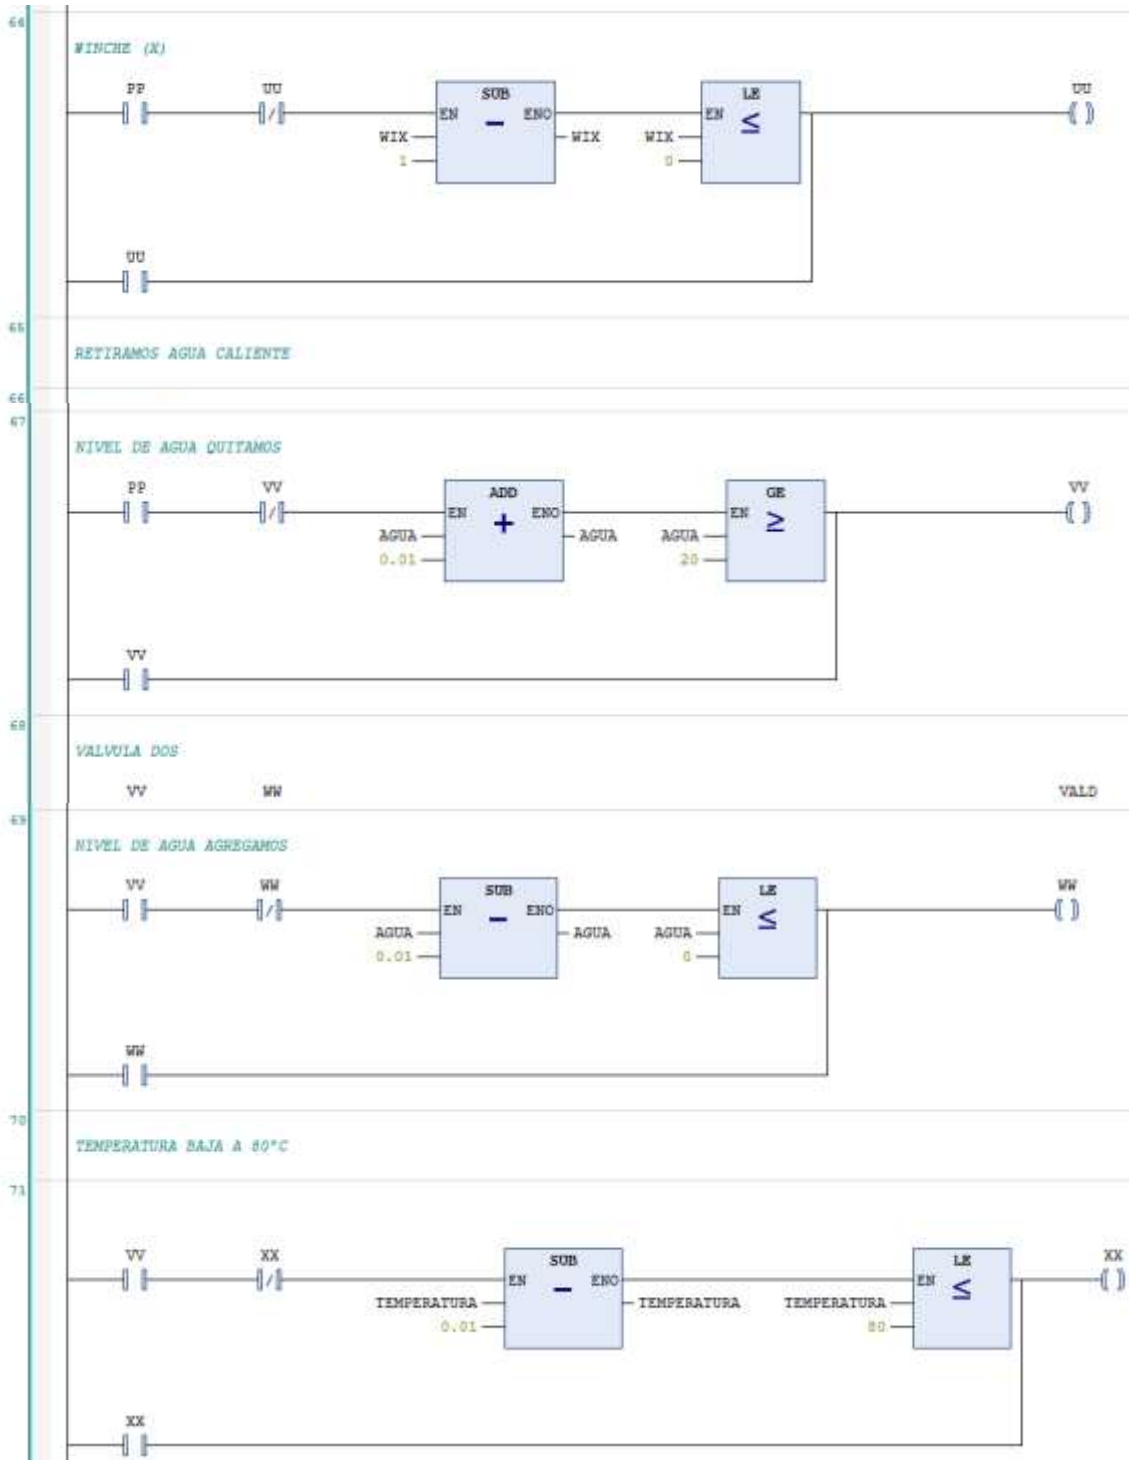 64
WINCHE (X)
PP UU SUB LE UU
EN ENO EN
− ≤
WIX WIX WIX
1 0
UU
65
RETIRAMOS AGUA CALIENTE
66
67
NIVEL DE AGUA QUITAMOS
PP VV ADD GE VV
EN ENO EN
+ ≥
AGUA AGUA AGUA
0.01 20
VV
68
VALVULA DOS
VV WW VALD
69
NIVEL DE AGUA AGREGAMOS
VV WW SUB LE WW
EN ENO EN
− ≤
AGUA AGUA AGUA
0.01 0
WW
70
TEMPERATURA BAJA A 80°C
71
VV XX SUB LE XX
EN ENO EN
− ≤
TEMPERATURA TEMPERATURA TEMPERATURA
0.01 80
XX